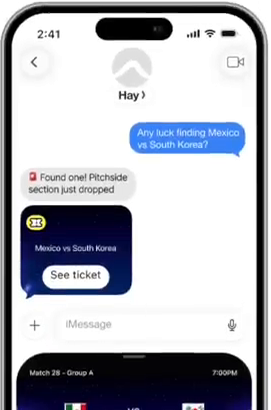 2:41
Hay
Any luck finding Mexico
vs South Korea?
🚨 Found one! Pitchside
section just dropped
Mexico vs South Korea
See ticket
iMessage
Match 28 - Group A
7:00PM
VS